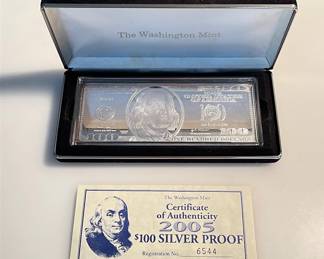 The Washington Mint
100
100
ONE HUNDRED DOLLARS
The Washington Mint
Certificate of Authenticity
2005
$100 SILVER PROOF
Registration No. 6544